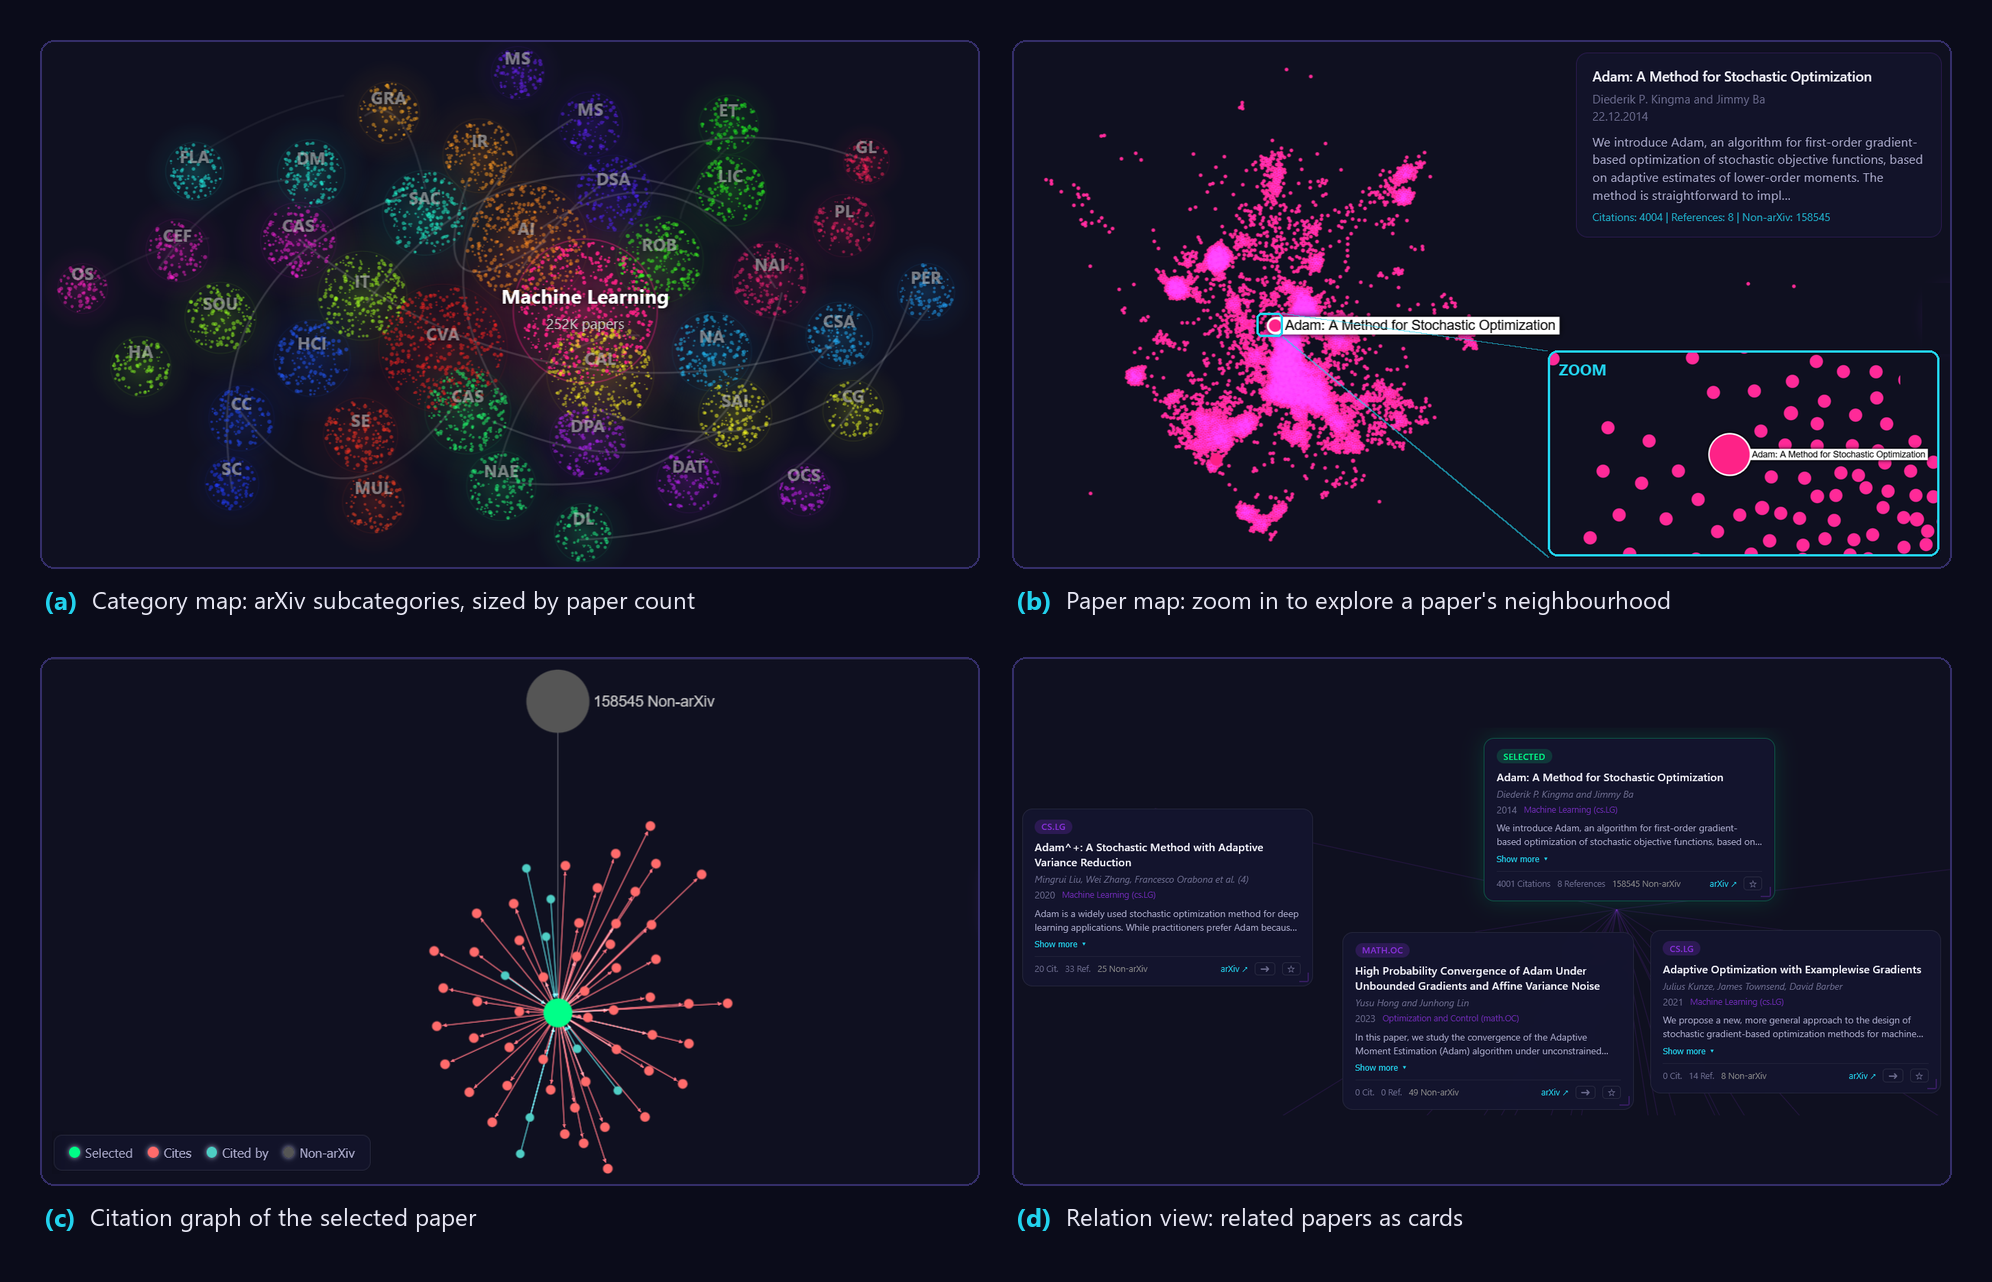 MS
GRA
MS
ET
IR
GL
PLA
DM
DSA
LIC
SAC
PL
CAS
AI
CEF
ROB
NAI
OS
IT
PER
SOU
Machine Learning
252K papers
CSA
CVA
NA
HCI
HA
CAL
CAS
SAI
CG
CC
SE
DPA
SC
NAE
DAT
OCS
MUL
DL
(a) Category map: arXiv subcategories, sized by paper count
Adam: A Method for Stochastic Optimization
Diederik P. Kingma and Jimmy Ba
22.12.2014
We introduce Adam, an algorithm for first-order gradient-
based optimization of stochastic objective functions, based
on adaptive estimates of lower-order moments. The
method is straightforward to impl...
Citations: 4004 | References: 8 | Non-arXiv: 158545
Adam: A Method for Stochastic Optimization
ZOOM
Adam: A Method for Stochastic Optimization
(b) Paper map: zoom in to explore a paper's neighbourhood
158545 Non-arXiv
Selected Cites Cited by Non-arXiv
(c) Citation graph of the selected paper
SELECTED
Adam: A Method for Stochastic Optimization
Diederik P. Kingma and Jimmy Ba
2014 Machine Learning (cs.LG)
We introduce Adam, an algorithm for first-order gradient-
based optimization of stochastic objective functions, based on...
Show more
4001 Citations 8 References 158545 Non-arXiv arXiv ↗
CS.LG
Adam^+: A Stochastic Method with Adaptive
Variance Reduction
Mingrui Liu, Wei Zhang, Francesco Orabona et al. (4)
2020 Machine Learning (cs.LG)
Adam is a widely used stochastic optimization method for deep
learning applications. While practitioners prefer Adam becaus...
Show more
20 Cit. 33 Ref. 25 Non-arXiv arXiv ↗
MATH.OC
High Probability Convergence of Adam Under
Unbounded Gradients and Affine Variance Noise
Yusu Hong and Junhong Lin
2023 Optimization and Control (math.OC)
In this paper, we study the convergence of the Adaptive
Moment Estimation (Adam) algorithm under unconstrained...
Show more
0 Cit. 0 Ref. 49 Non-arXiv arXiv ↗
CS.LG
Adaptive Optimization with Examplewise Gradients
Julius Kunze, James Townsend, David Barber
2021 Machine Learning (cs.LG)
We propose a new, more general approach to the design of
stochastic gradient-based optimization methods for machine...
Show more
0 Cit. 14 Ref. 8 Non-arXiv arXiv ↗
(d) Relation view: related papers as cards